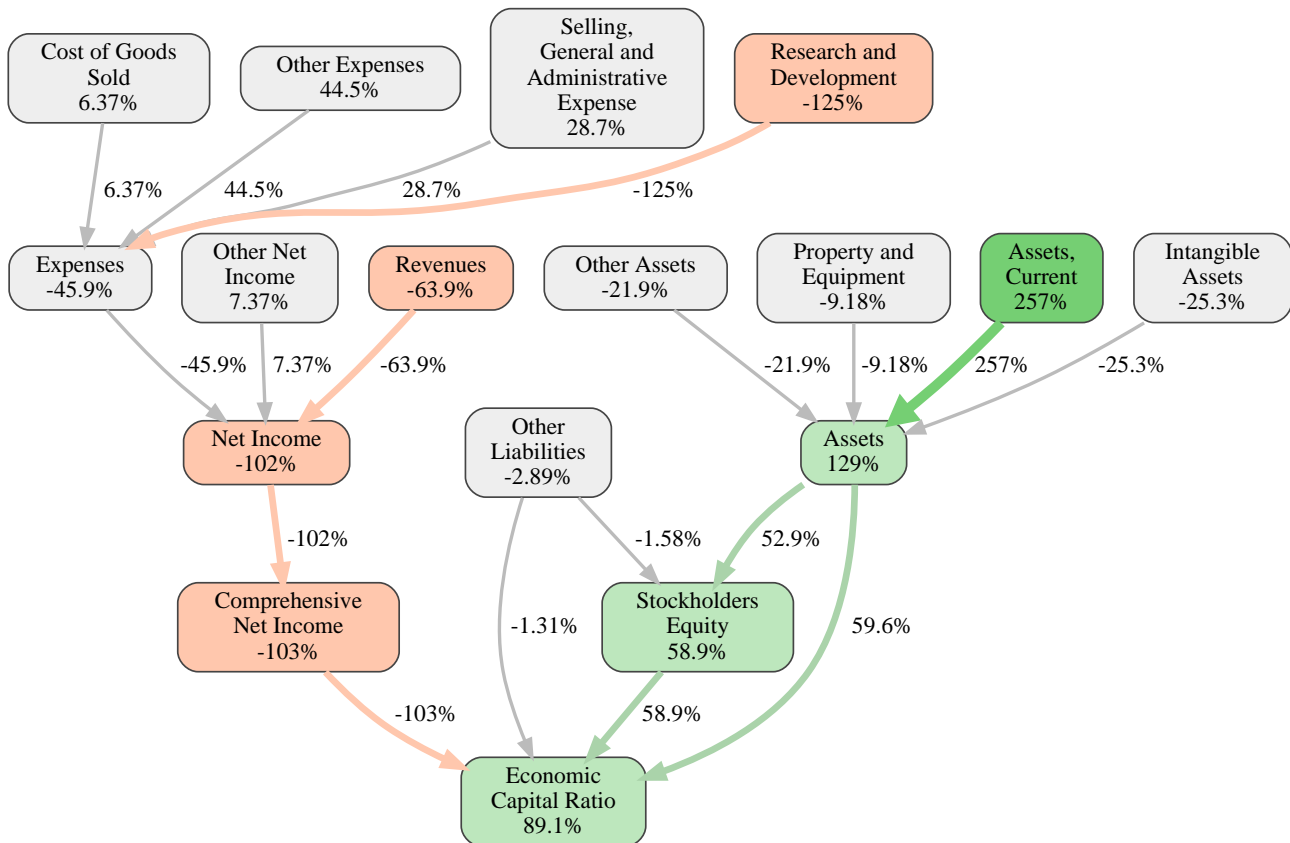 Cost of Goods
Sold
6.37%
Other Expenses
44.5%
Selling,
General and
Administrative
Expense
28.7%
Research and
Development
-125%
6.37%
44.5%
28.7%
-125%
Expenses
-45.9%
Other Net
Income
7.37%
Revenues
-63.9%
Other Assets
-21.9%
Property and
Equipment
-9.18%
Assets,
Current
257%
Intangible
Assets
-25.3%
-45.9%
7.37%
-63.9%
-21.9%
-9.18%
257%
-25.3%
Net Income
-102%
Other
Liabilities
-2.89%
Assets
129%
-102%
-1.58%
52.9%
Comprehensive
Net Income
-103%
-1.31%
Stockholders
Equity
58.9%
59.6%
-103%
58.9%
Economic
Capital Ratio
89.1%